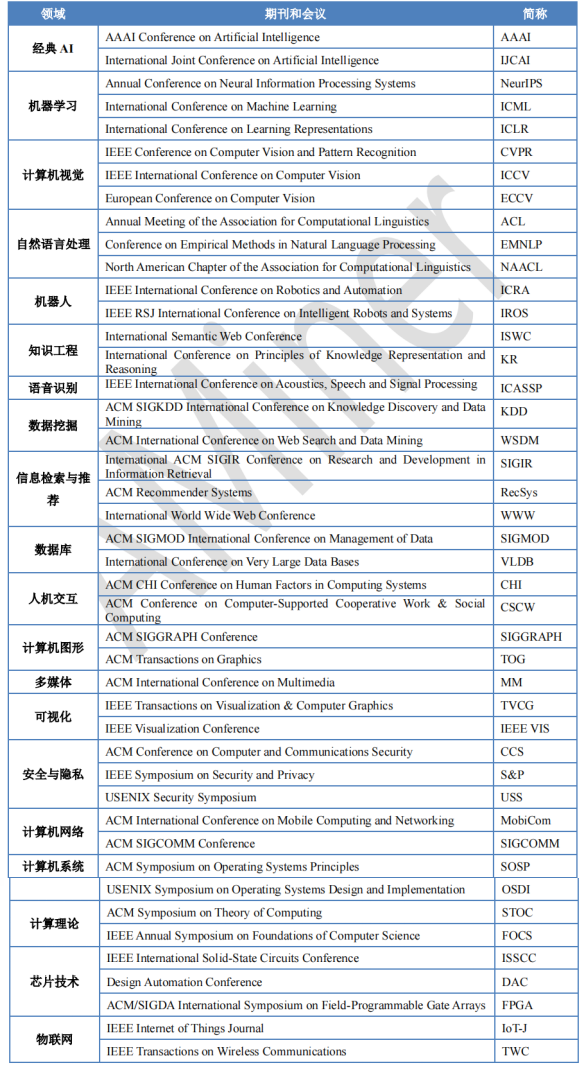 领域 期刊和会议 简称
经典 AI
AAAI Conference on Artificial Intelligence AAAI
International Joint Conference on Artificial Intelligence IJCAI
机器学习
Annual Conference on Neural Information Processing Systems NeurIPS
International Conference on Machine Learning ICML
International Conference on Learning Representations ICLR
计算机视觉
IEEE Conference on Computer Vision and Pattern Recognition CVPR
IEEE International Conference on Computer Vision ICCV
European Conference on Computer Vision ECCV
自然语言处理
Annual Meeting of the Association for Computational Linguistics ACL
Conference on Empirical Methods in Natural Language Processing EMNLP
North American Chapter of the Association for Computational Linguistics NAACL
机器人
IEEE International Conference on Robotics and Automation ICRA
IEEE RSJ International Conference on Intelligent Robots and Systems IROS
知识工程
International Semantic Web Conference ISWC
International Conference on Principles of Knowledge Representation and
Reasoning KR
语音识别 IEEE International Conference on Acoustics, Speech and Signal Processing ICASSP
数据挖掘
ACM SIGKDD International Conference on Knowledge Discovery and Data
Mining KDD
ACM International Conference on Web Search and Data Mining WSDM
信息检索与推
荐
International ACM SIGIR Conference on Research and Development in
Information Retrieval SIGIR
ACM Recommender Systems RecSys
International World Wide Web Conference WWW
数据库
ACM SIGMOD International Conference on Management of Data SIGMOD
International Conference on Very Large Data Bases VLDB
人机交互
ACM CHI Conference on Human Factors in Computing Systems CHI
ACM Conference on Computer-Supported Cooperative Work & Social
Computing CSCW
计算机图形
ACM SIGGRAPH Conference SIGGRAPH
ACM Transactions on Graphics TOG
多媒体 ACM International Conference on Multimedia MM
可视化
IEEE Transactions on Visualization & Computer Graphics TVCG
IEEE Visualization Conference IEEE VIS
安全与隐私
ACM Conference on Computer and Communications Security CCS
IEEE Symposium on Security and Privacy S&P
USENIX Security Symposium USS
计算机网络
ACM International Conference on Mobile Computing and Networking MobiCom
ACM SIGCOMM Conference SIGCOMM
计算机系统 ACM Symposium on Operating Systems Principles SOSP
USENIX Symposium on Operating Systems Design and Implementation OSDI
计算理论
ACM Symposium on Theory of Computing STOC
IEEE Annual Symposium on Foundations of Computer Science FOCS
芯片技术
IEEE International Solid-State Circuits Conference ISSCC
Design Automation Conference DAC
ACM/SIGDA International Symposium on Field-Programmable Gate Arrays FPGA
物联网
IEEE Internet of Things Journal IoT-J
IEEE Transactions on Wireless Communications TWC
AMiner